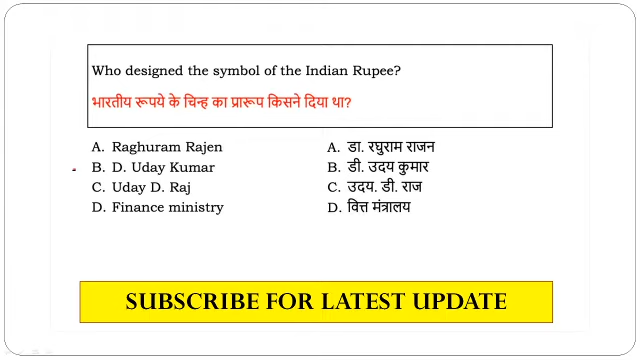 Who designed the symbol of the Indian Rupee?
भारतीय रूपये के चिन्ह का प्रारूप किसने दिया था?
A. Raghuram Rajen
B. D. Uday Kumar
C. Uday D. Raj
D. Finance ministry
A. डा. रघुराम राजन
B. डी. उदय कुमार
C. उदय. डी. राज
D. वित्त मंत्रालय
SUBSCRIBE FOR LATEST UPDATE